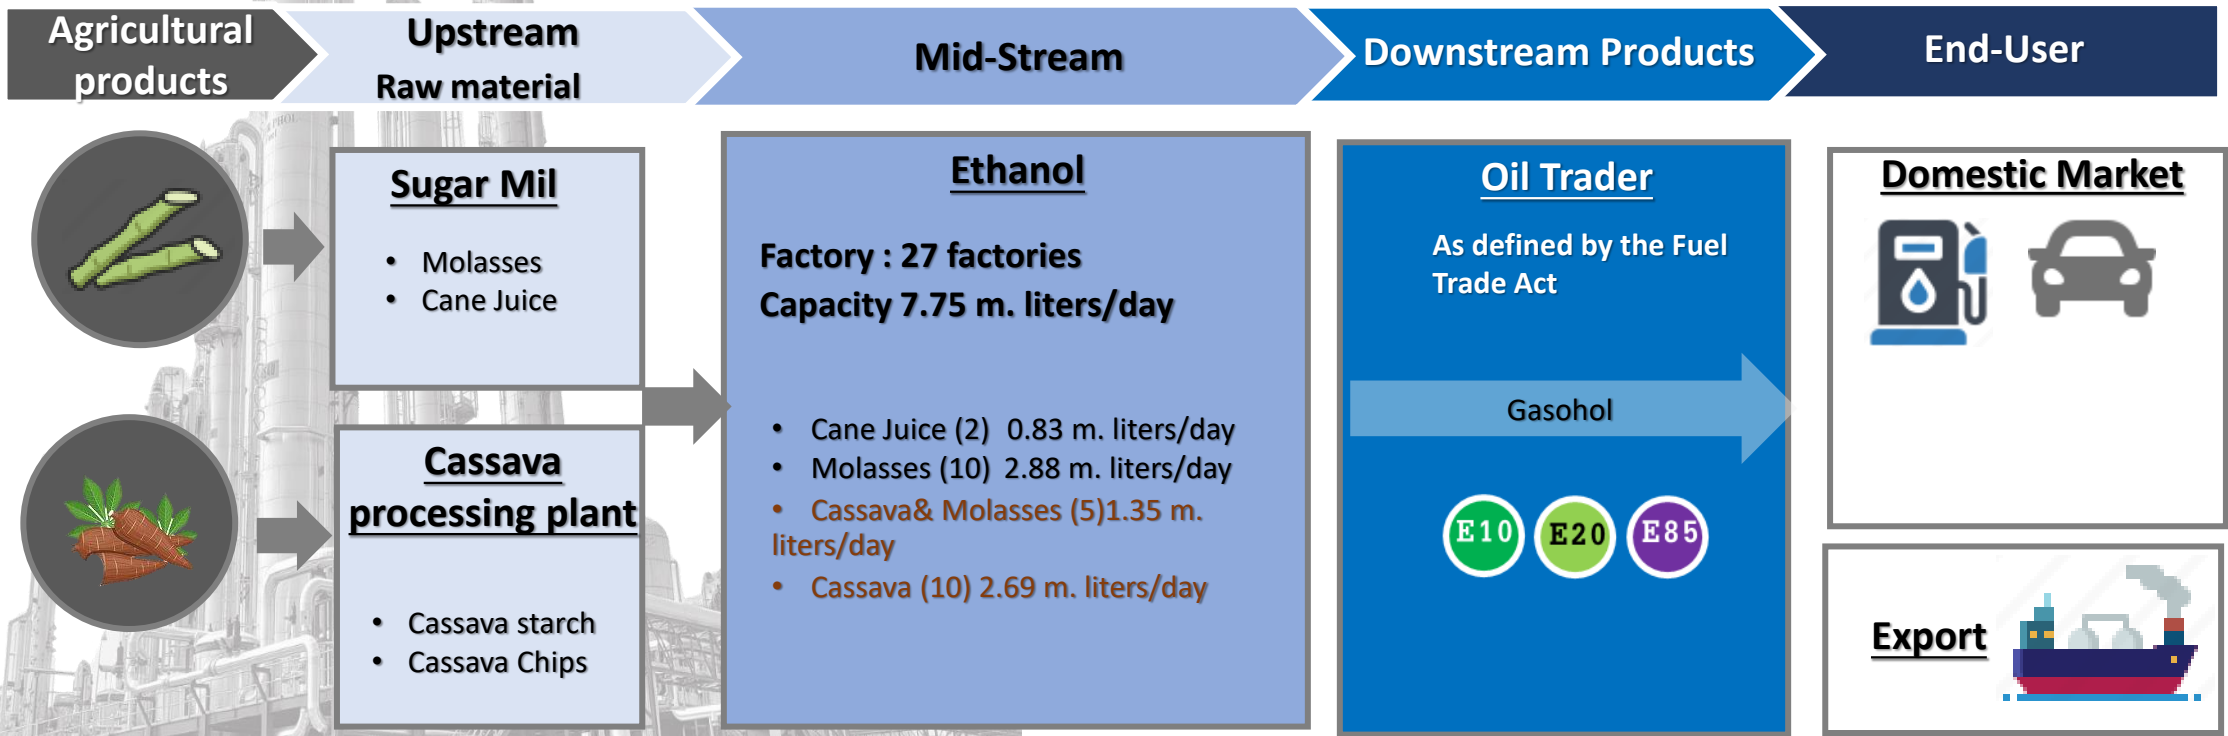 Agricultural
products
Upstream
Raw material
Mid-Stream
Downstream Products
End-User
Sugar Mil
• Molasses
• Cane Juice
Cassava
processing plant
• Cassava starch
• Cassava Chips
Ethanol
Factory : 27 factories
Capacity 7.75 m. liters/day
• Cane Juice (2) 0.83 m. liters/day
• Molasses (10) 2.88 m. liters/day
• Cassava& Molasses (5)1.35 m.
liters/day
• Cassava (10) 2.69 m. liters/day
Oil Trader
As defined by the Fuel
Trade Act
Gasohol
E10 E20 E85
Domestic Market
Export